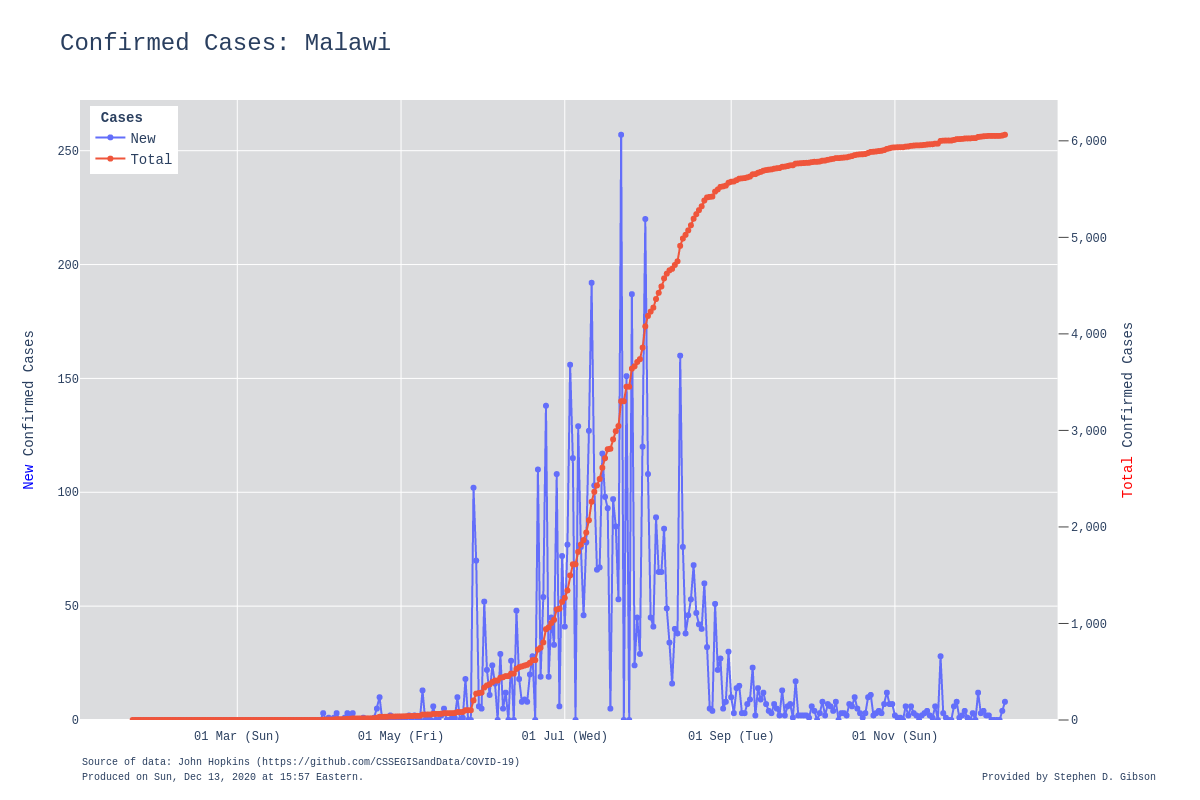 Confirmed Cases: Malawi
Cases
New
Total
250
200
150
100
50
0
New Confirmed Cases
6,000
5,000
4,000
3,000
2,000
1,000
0
Total Confirmed Cases
01 Mar (Sun) 01 May (Fri) 01 Jul (Wed) 01 Sep (Tue) 01 Nov (Sun)
Source of data: John Hopkins (https://github.com/CSSEGISandData/COVID-19)
Produced on Sun, Dec 13, 2020 at 15:57 Eastern.
Provided by Stephen D. Gibson